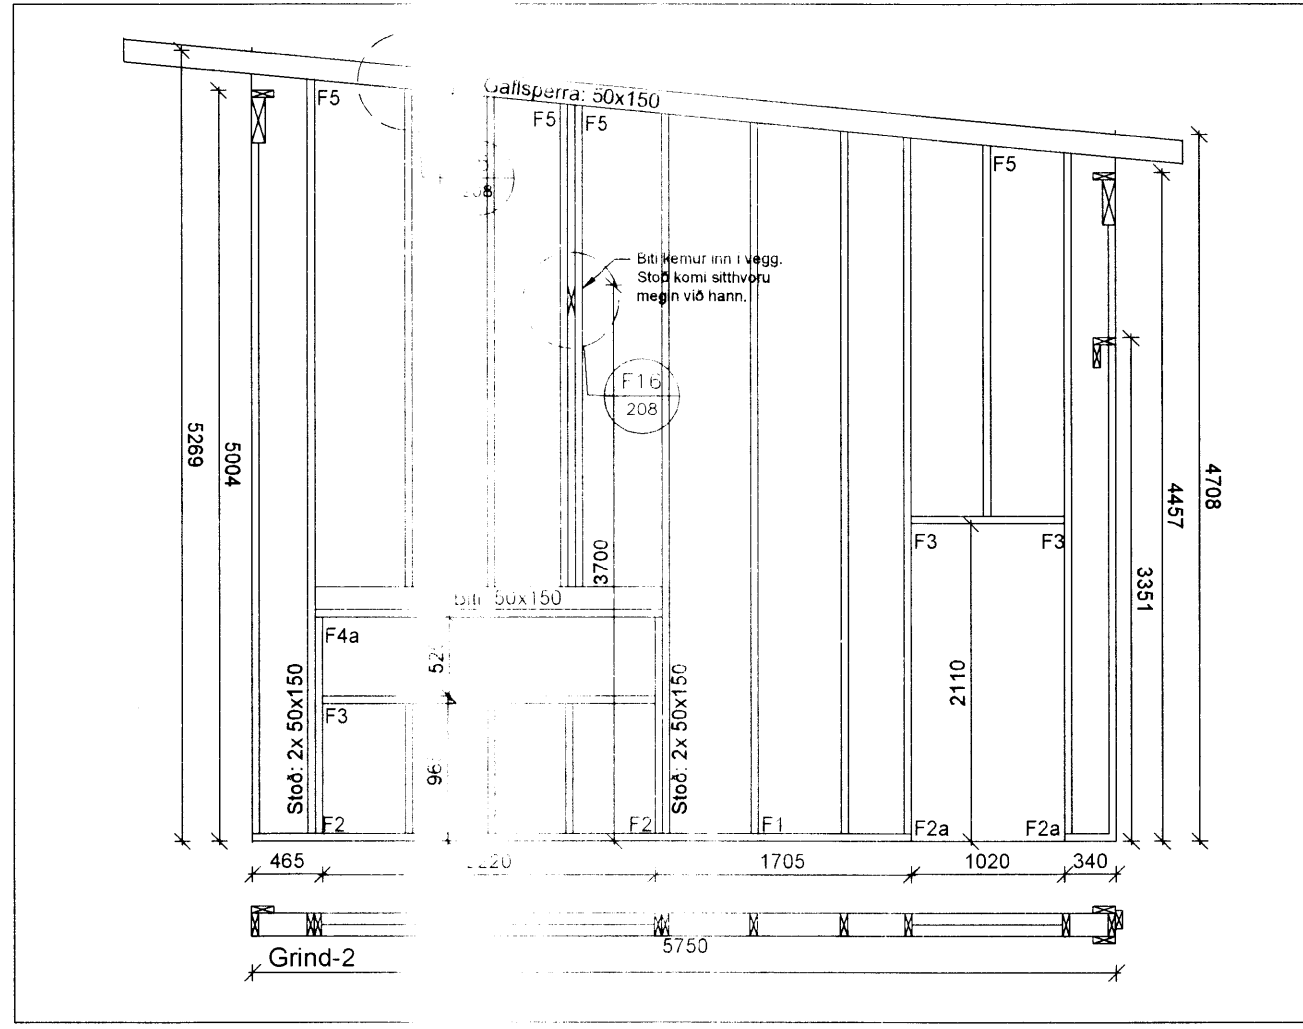 F5
Gaflsperra: 50x150
F5
F5
F5
208
Biti kemur inn í vegg.
Stoð komi sitthvoru
megin við hann.
F16
208
5269
5004
4708
4457
3351
3700
F3
F3
2110
50x150
F4a
F3
Stoð: 2x 50x150
Stoð: 2x 50x150
F2
F2
F1
F2a
F2a
465
1705
1020
340
5750
Grind-2